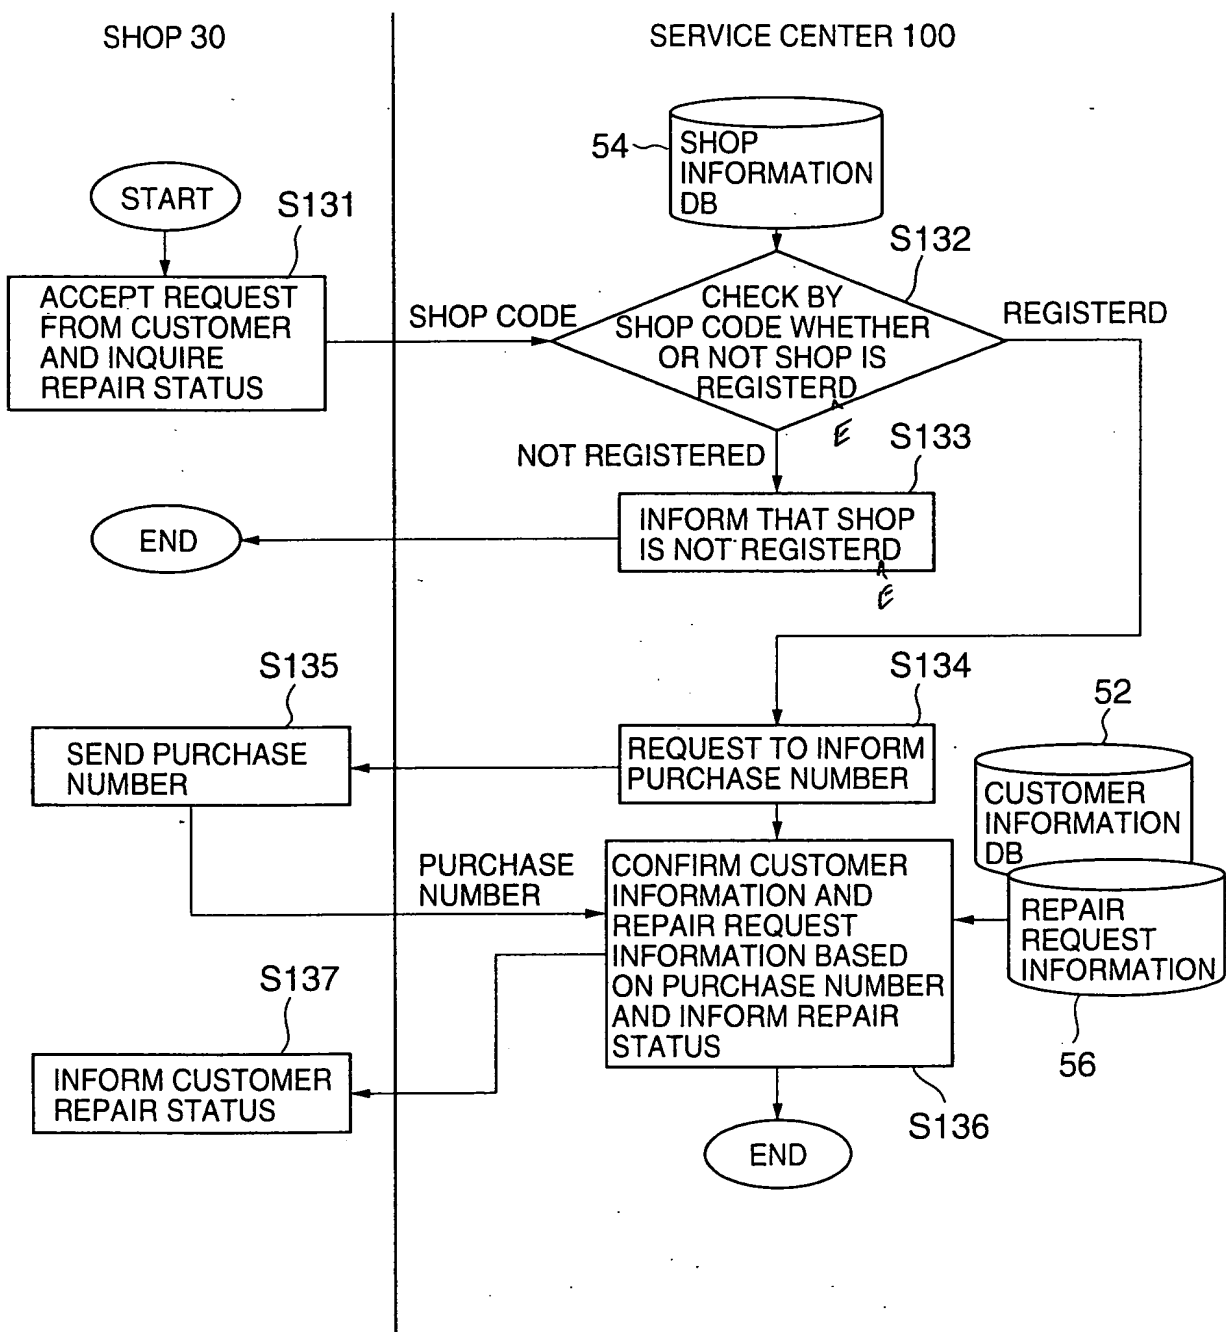 SHOP 30
SERVICE CENTER 100
54
SHOP
INFORMATION
DB
START
S131
S132
ACCEPT REQUEST
FROM CUSTOMER
AND INQUIRE
REPAIR STATUS
SHOP CODE
CHECK BY
SHOP CODE WHETHER
OR NOT SHOP IS
REGISTERD
E
REGISTERD
NOT REGISTERED
S133
END
INFORM THAT SHOP
IS NOT REGISTERD
E
S135
S134
52
SEND PURCHASE
NUMBER
REQUEST TO INFORM
PURCHASE NUMBER
CUSTOMER
INFORMATION
DB
PURCHASE
NUMBER
CONFIRM CUSTOMER
INFORMATION AND
REPAIR REQUEST
INFORMATION BASED
ON PURCHASE NUMBER
AND INFORM REPAIR
STATUS
REPAIR
REQUEST
INFORMATION
56
S137
INFORM CUSTOMER
REPAIR STATUS
S136
END